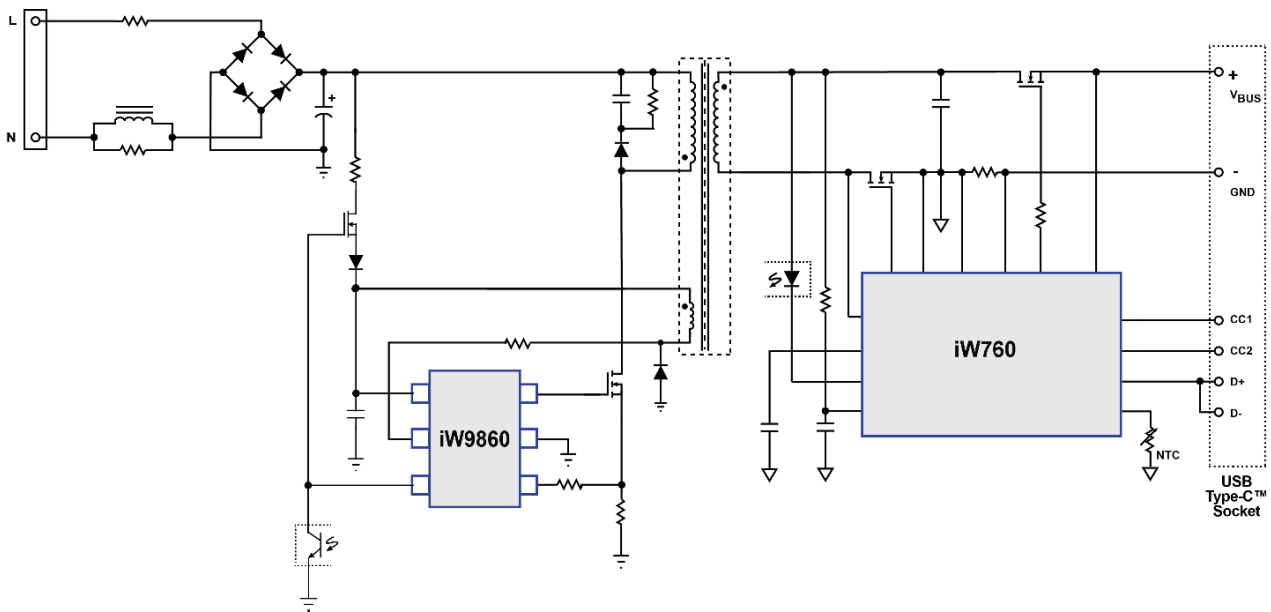 L
+
VBUS
N
-
GND
iW760
CC1
CC2
D+
D-
iW9860
NTC
USB
Type-C™
Socket
+